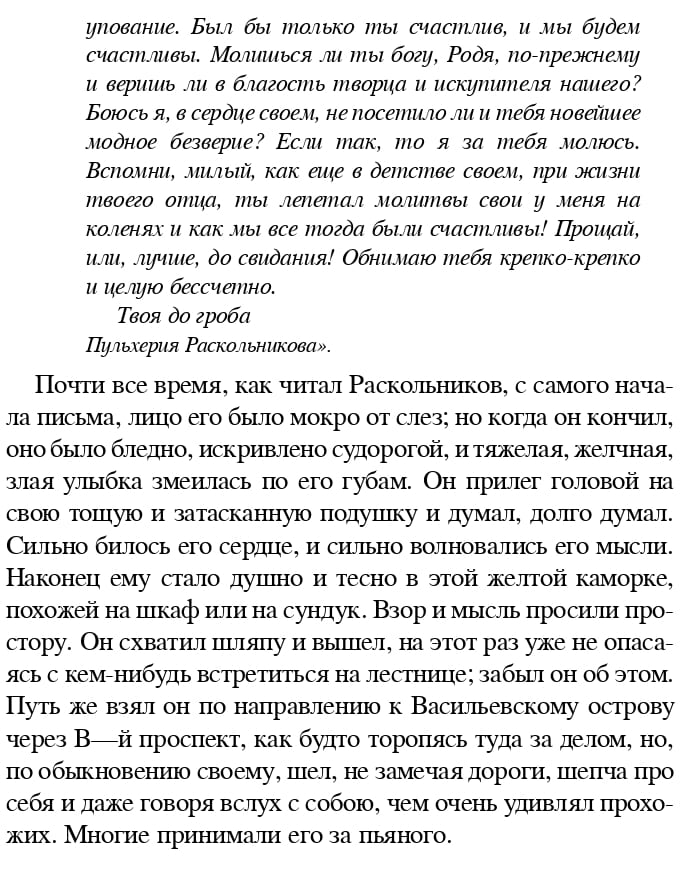 упование. Был бы только ты счастлив, и мы будем
счастливы. Молишься ли ты богу, Родя, по-прежнему
и веришь ли в благость творца и искупителя нашего?
Боюсь я, в сердце своем, не посетило ли и тебя новейшее
модное безверие? Если так, то я за тебя молюсь.
Вспомни, милый, как еще в детстве своем, при жизни
твоего отца, ты лепетал молитвы свои у меня на
коленях и как мы все тогда были счастливы! Прощай,
или, лучше, до свидания! Обнимаю тебя крепко-крепко
и целую бессчетно.
Твоя до гроба
Пульхерия Раскольникова».
Почти все время, как читал Раскольников, с самого нача-
ла письма, лицо его было мокро от слез; но когда он кончил,
оно было бледно, искривлено судорогой, и тяжелая, желчная,
злая улыбка змеилась по его губам. Он прилег головой на
свою тощую и затасканную подушку и думал, долго думал.
Сильно билось его сердце, и сильно волновались его мысли.
Наконец ему стало душно и тесно в этой желтой каморке,
похожей на шкаф или на сундук. Взор и мысль просили про-
стору. Он схватил шляпу и вышел, на этот раз уже не опаса-
ясь с кем-нибудь встретиться на лестнице; забыл он об этом.
Путь же взял он по направлению к Васильевскому острову
через В—й проспект, как будто торопясь туда за делом, но,
по обыкновению своему, шел, не замечая дороги, шепча про
себя и даже говоря вслух с собою, чем очень удивлял прохо-
жих. Многие принимали его за пьяного.